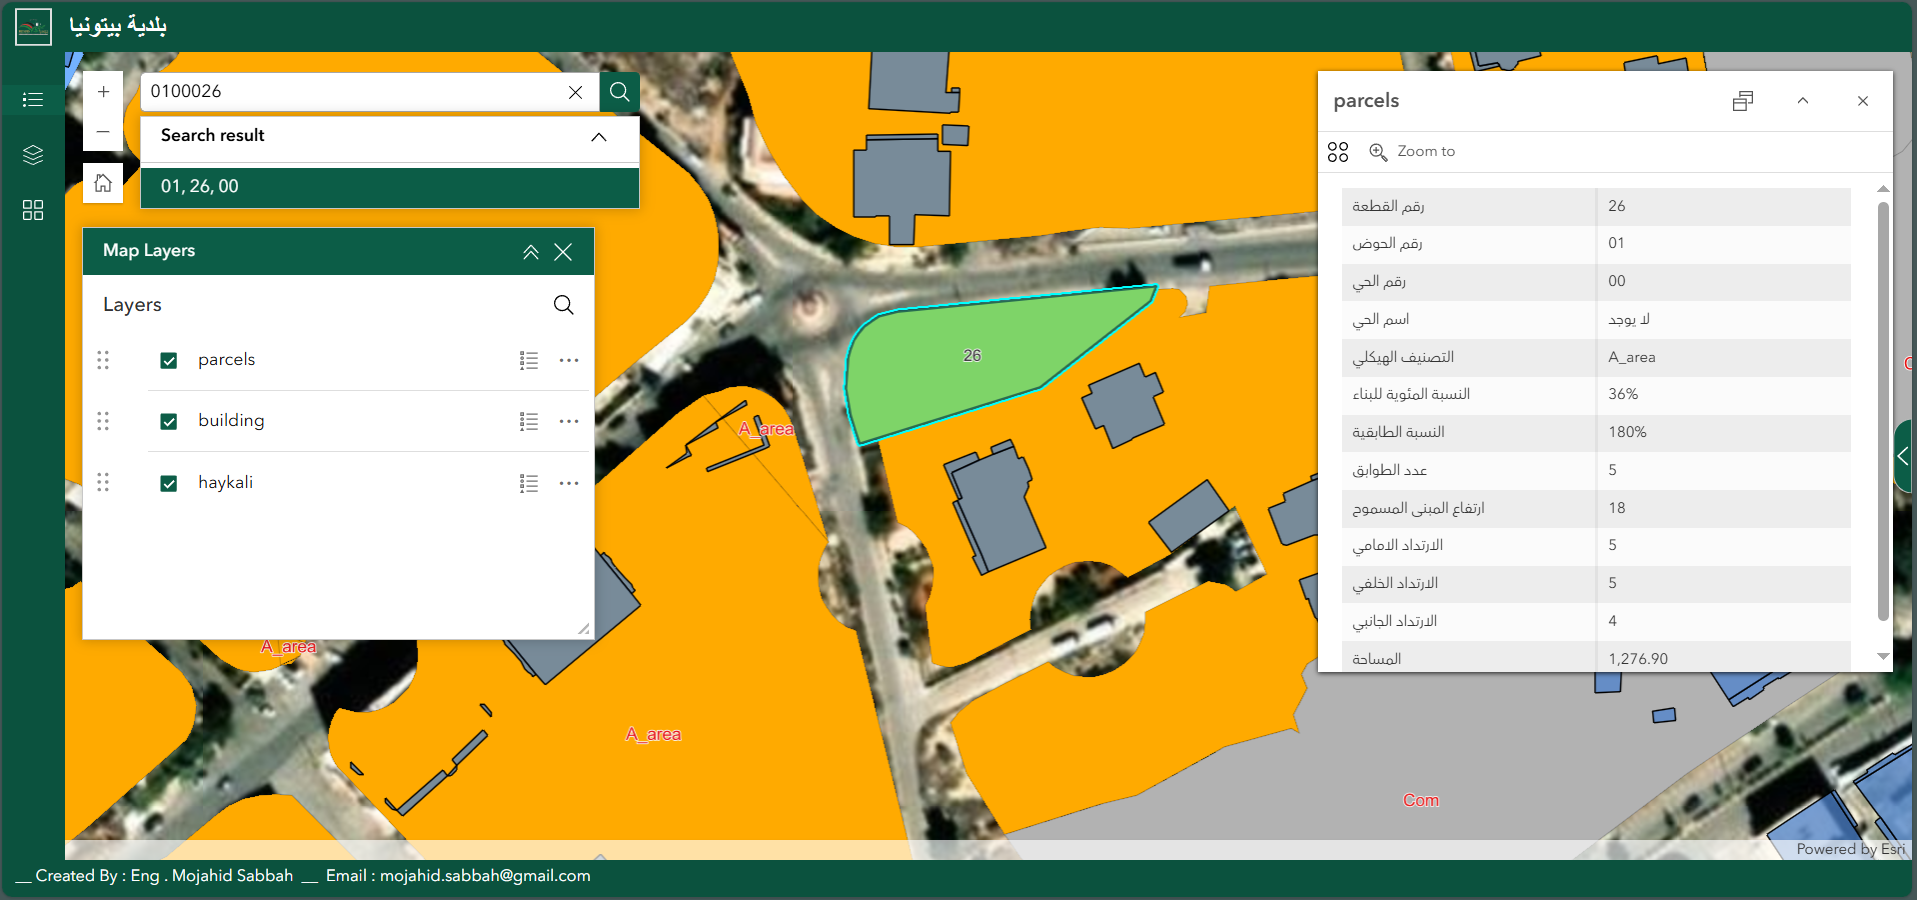 بلدية بيتونيا
0100026
Search result
01, 26, 00
Map Layers
Layers
parcels
building
haykali
parcels
Zoom to
رقم القطعة 26
رقم الحوض 01
رقم الحي 00
اسم الحي لا يوجد
التصنيف الهيكلي A_area
النسبة المئوية للبناء 36%
النسبة الطابقية 180%
عدد الطوابق 5
ارتفاع المبنى المسموح 18
الارتداد الامامي 5
الارتداد الخلفي 5
الارتداد الجانبي 4
المساحة 1,276.90
26
A_area
A_area
A_area
Com
Powered by Esri
__ Created By : Eng . Mojahid Sabbah __ Email : mojahid.sabbah@gmail.com